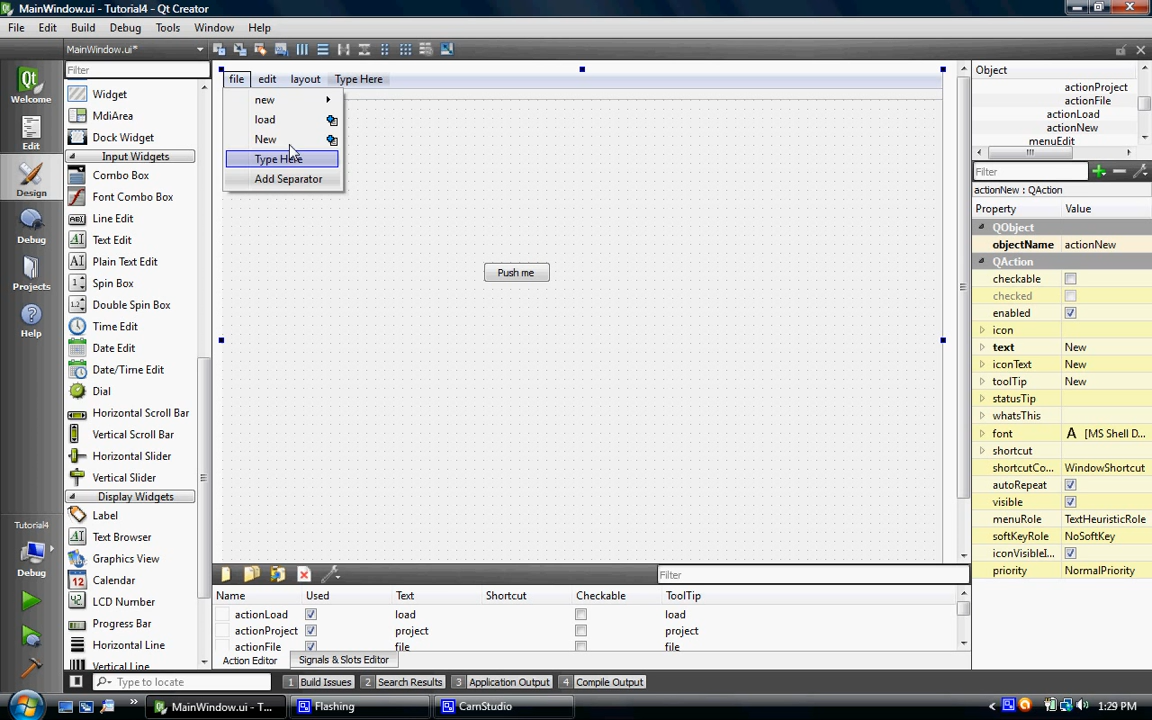 MainWindow.ui - Tutorial4 - Qt Creator
File Edit Build Debug Tools Window Help
MainWindow.ui*
Welcome
Edit
Design
Debug
Projects
Help
Tutorial4
Debug
Filter
Widget
MdiArea
Dock Widget
Input Widgets
Combo Box
Font Combo Box
Line Edit
Text Edit
Plain Text Edit
Spin Box
Double Spin Box
Time Edit
Date Edit
Date/Time Edit
Dial
Horizontal Scroll Bar
Vertical Scroll Bar
Horizontal Slider
Vertical Slider
Display Widgets
Label
Text Browser
Graphics View
Calendar
LCD Number
Progress Bar
Horizontal Line
Vertical Line
file edit layout Type Here
new
load
New
Type Here
Add Separator
Push me
Filter
Name Used Text Shortcut Checkable ToolTip
actionLoad load load
actionProject project project
actionFile file file
Action Editor Signals & Slots Editor
Object
actionProject
actionFile
actionLoad
actionNew
menuEdit
Filter
actionNew : QAction
Property Value
QObject
objectName actionNew
QAction
checkable
checked
enabled
icon
text New
iconText New
toolTip New
statusTip
whatsThis
font A [MS Shell D...
shortcut
shortcutCo... WindowShortcut
autoRepeat
visible
menuRole TextHeuristicRole
softKeyRole NoSoftKey
iconVisibleI...
priority NormalPriority
Type to locate 1 Build Issues 2 Search Results 3 Application Output 4 Compile Output
MainWindow.ui - T... Flashing CamStudio 1:29 PM